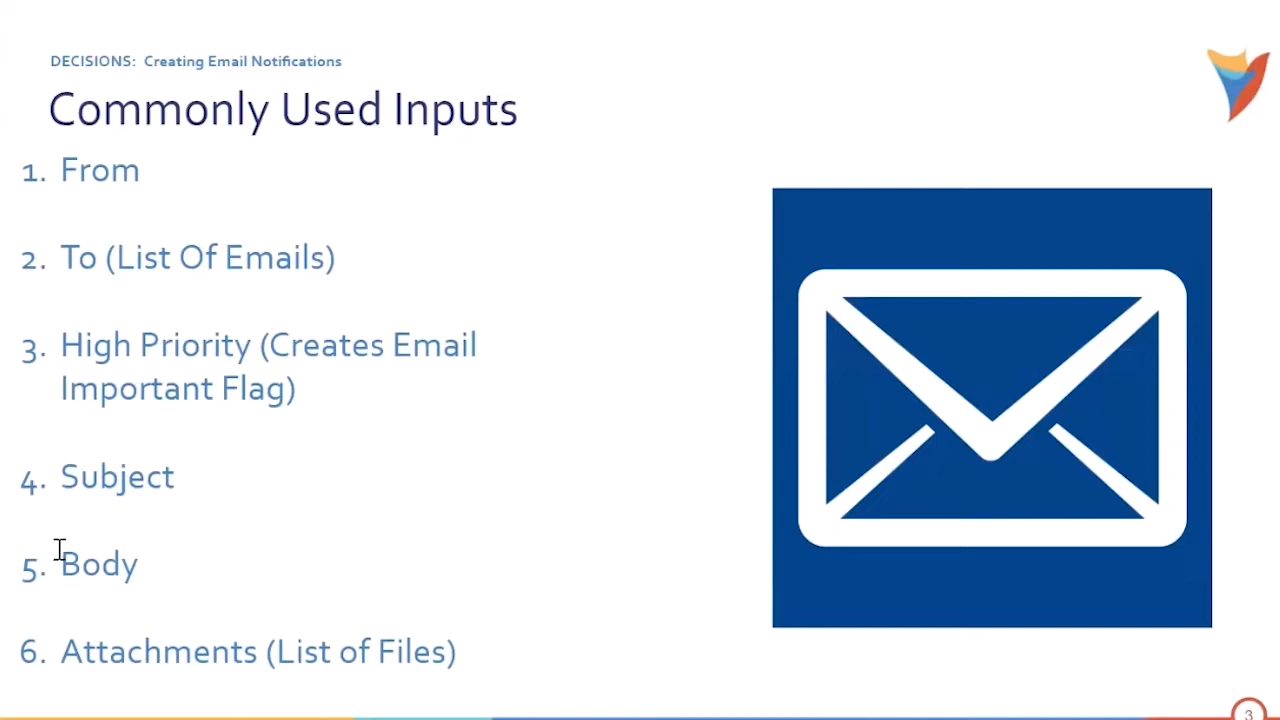 DECISIONS: Creating Email Notifications
Commonly Used Inputs
1. From
2. To (List Of Emails)
3. High Priority (Creates Email
Important Flag)
4. Subject
5. Body
6. Attachments (List of Files)
3